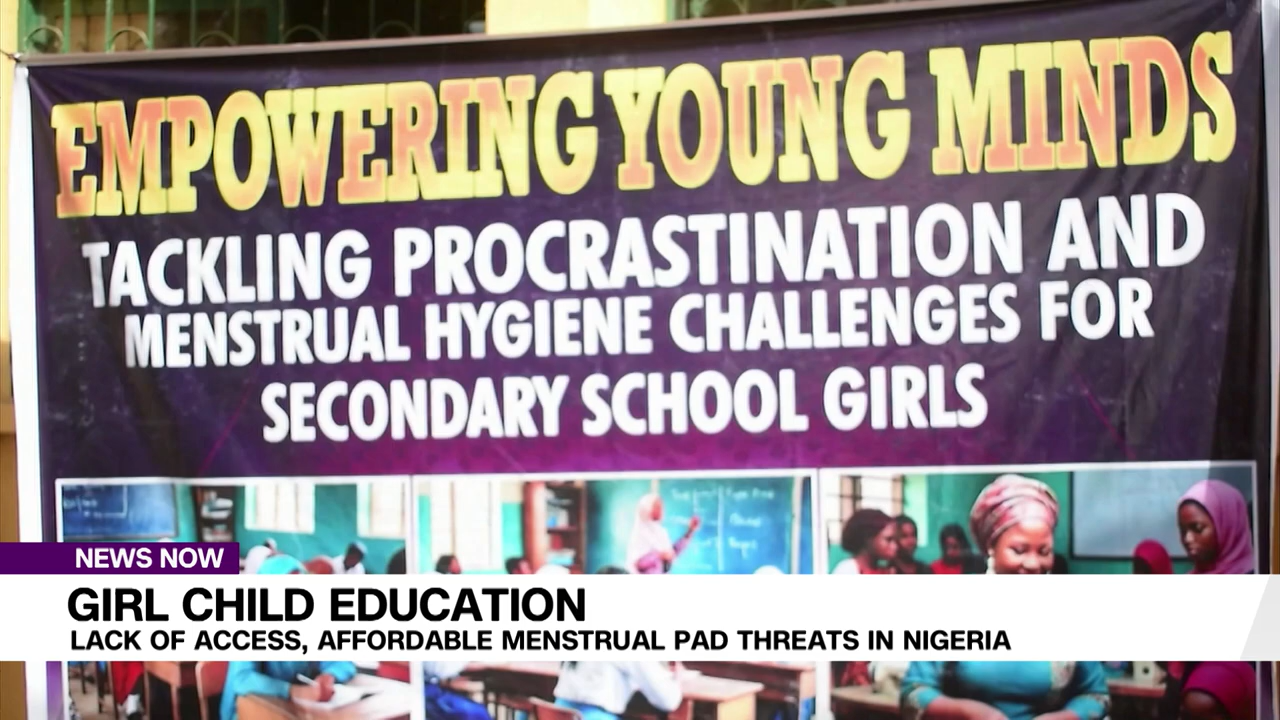 EMPOWERING YOUNG MINDS
TACKLING PROCRASTINATION AND
MENSTRUAL HYGIENE CHALLENGES FOR
SECONDARY SCHOOL GIRLS
NEWS NOW
GIRL CHILD EDUCATION
LACK OF ACCESS, AFFORDABLE MENSTRUAL PAD THREATS IN NIGERIA